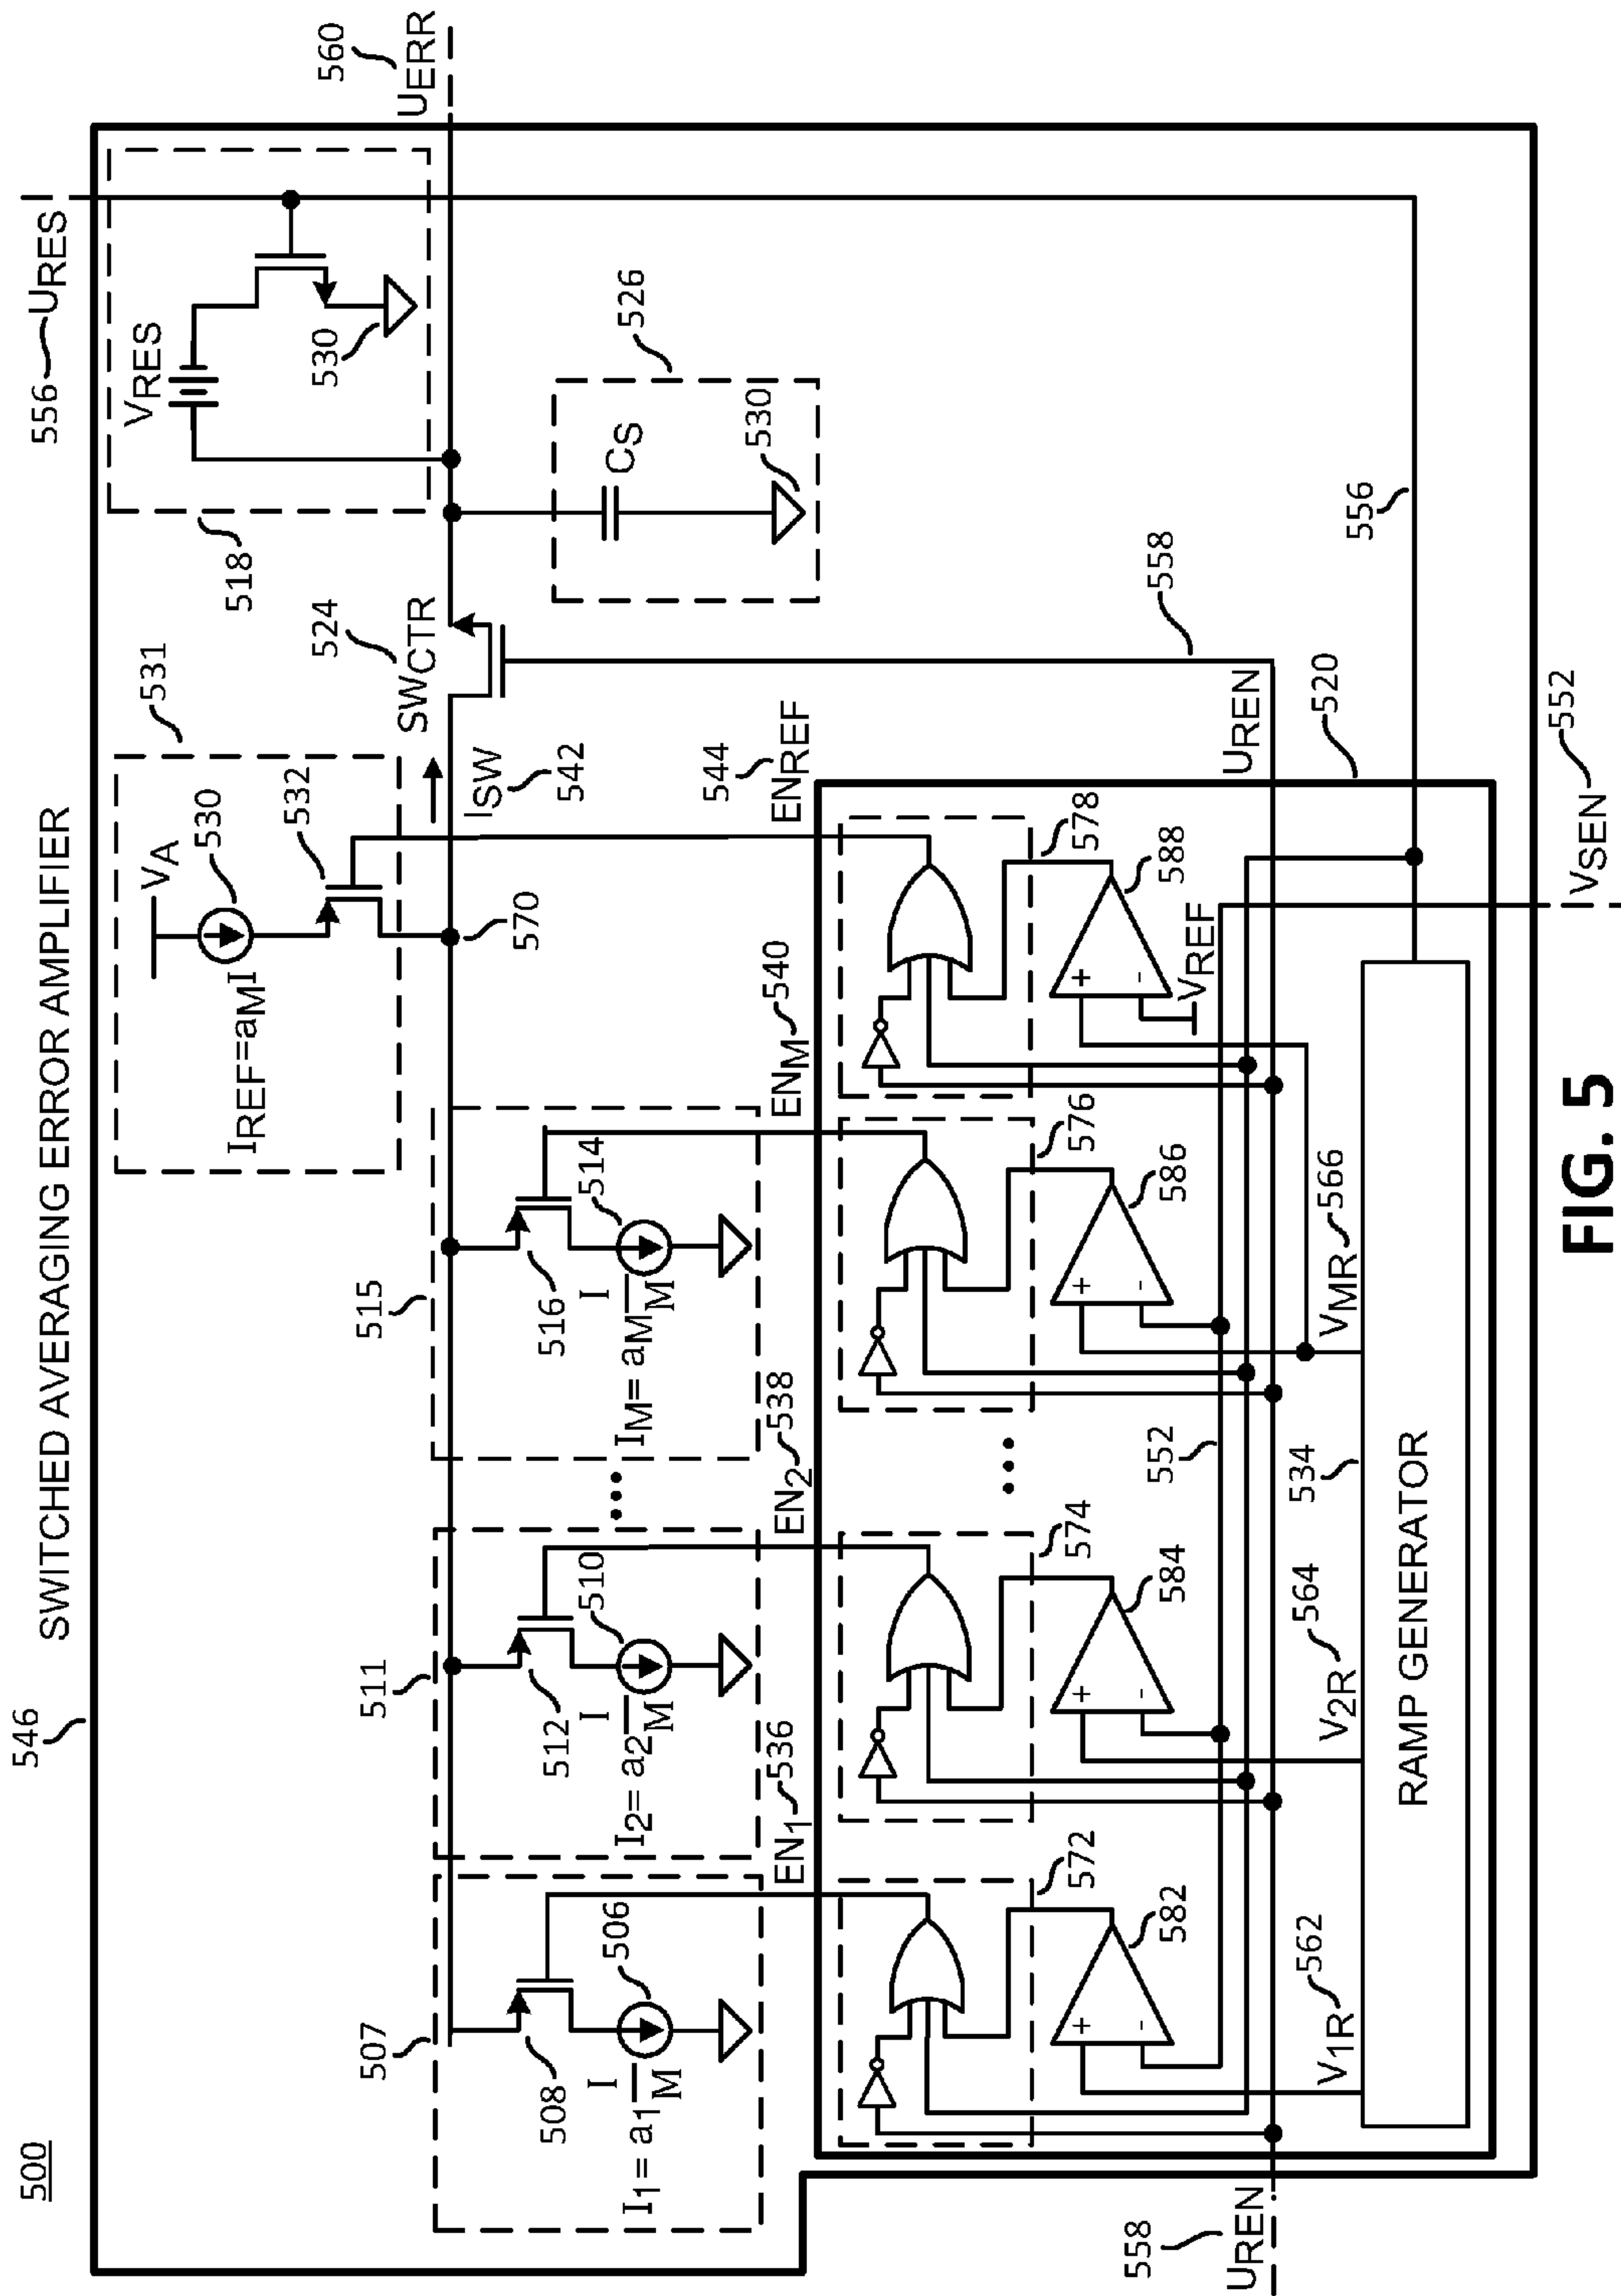 500
SWITCHED AVERAGING ERROR AMPLIFIER
546
556 URES
VRES
530
518
560
UERR
531
VA
530
532
IREF=aMI
524
SWCTR
526
CS
530
ISW
542
570
507
508
506
I1= a1 I/M
511
512
510
I2= a2 I/M
•••
515
516
514
IM= aM I/M
EN1 536
EN2 538
ENM 540
544
ENREF
UREN
558
520
572
582
574
584
•••
576
586
578
588
VREF
552
556
V1R 562
V2R 564
VMR 566
534
RAMP GENERATOR
558
UREN
VSEN
552
+
-
+
-
+
-
+
-
FIG. 5